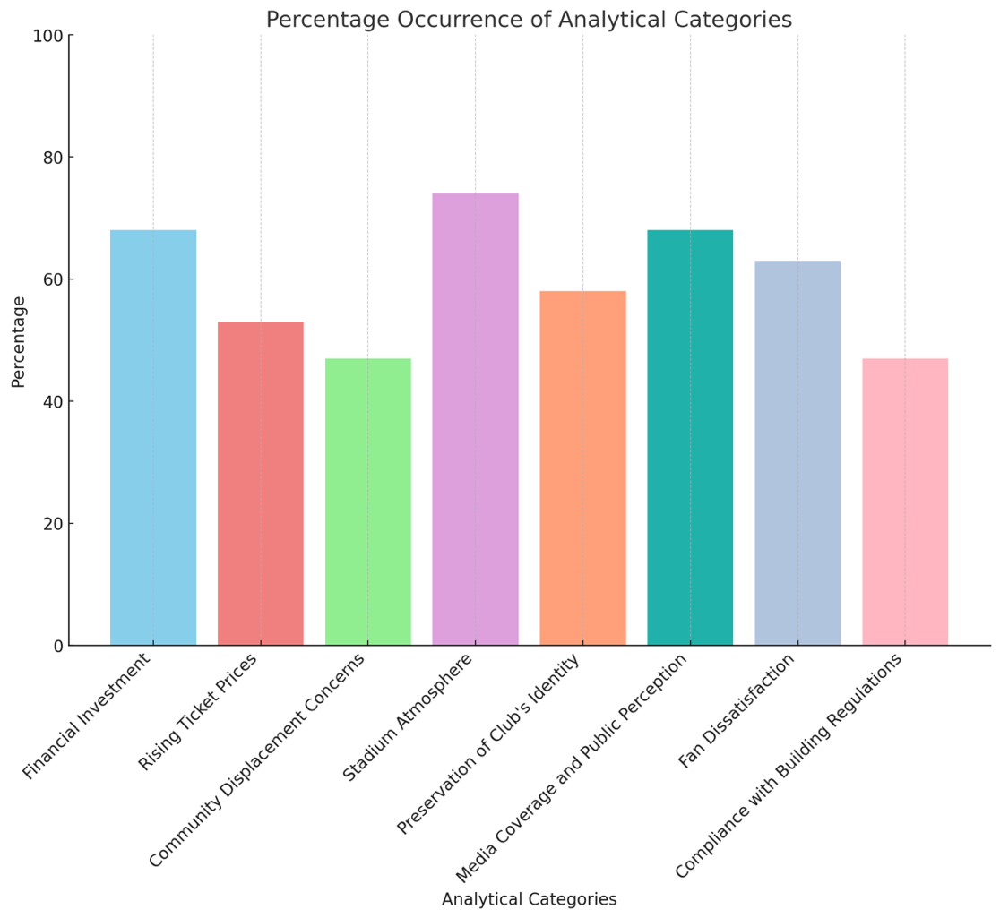 Percentage Occurrence of Analytical Categories
100
80
60
40
20
0
Percentage
Financial Investment
Rising Ticket Prices
Community Displacement Concerns
Stadium Atmosphere
Preservation of Club's Identity
Media Coverage and Public Perception
Fan Dissatisfaction
Compliance with Building Regulations
Analytical Categories